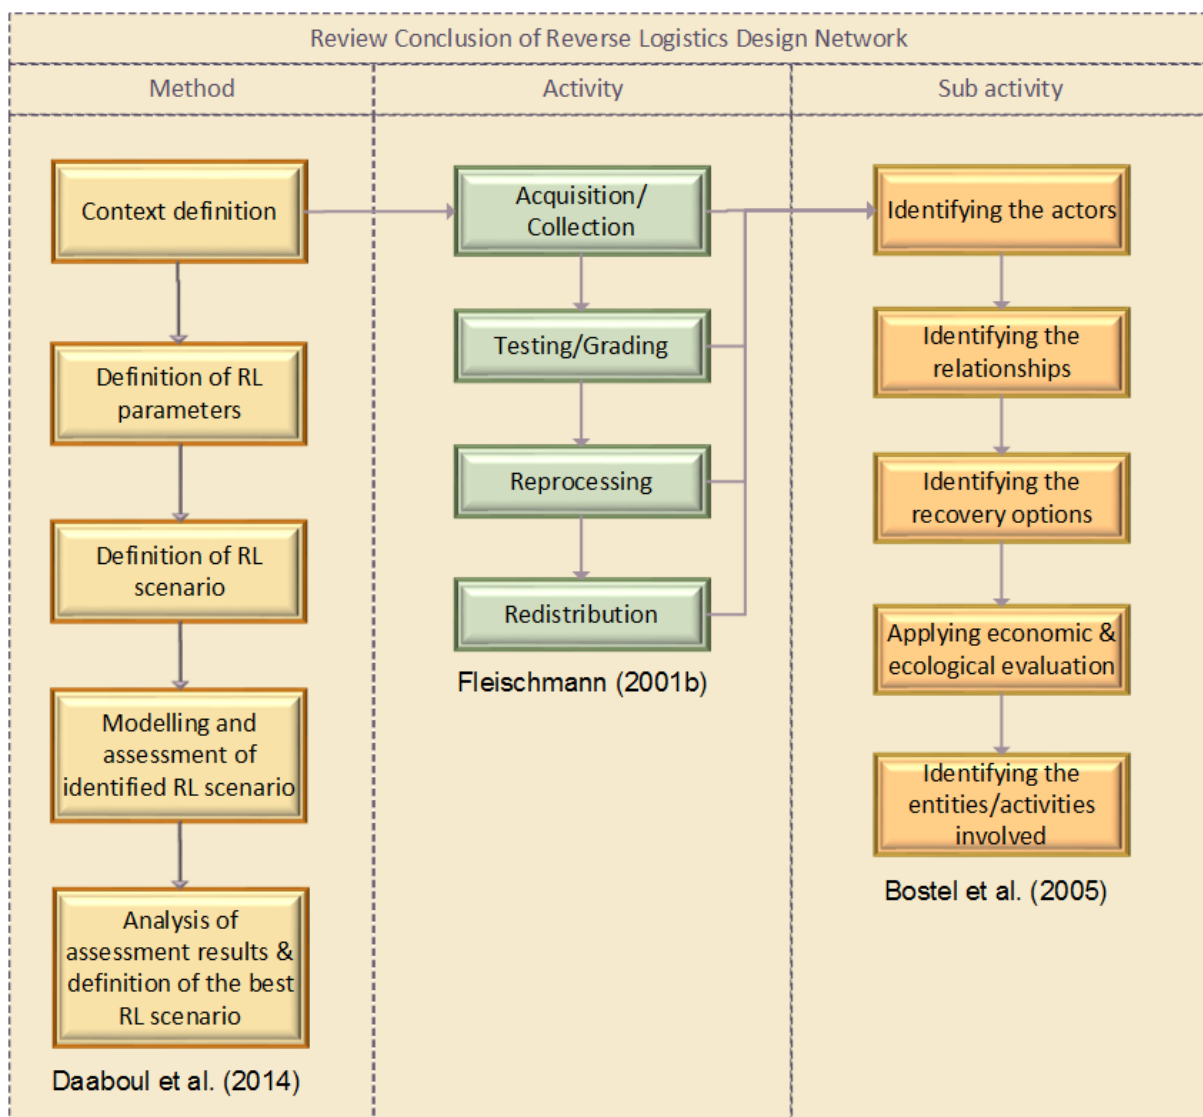 Review Conclusion of Reverse Logistics Design Network
Method
Activity
Sub activity
Context definition
Definition of RL
parameters
Definition of RL
scenario
Modelling and
assessment of
identified RL scenario
Analysis of
assessment results &
definition of the best
RL scenario
Daaboul et al. (2014)
Acquisition/
Collection
Testing/Grading
Reprocessing
Redistribution
Fleischmann (2001b)
Identifying the actors
Identifying the
relationships
Identifying the
recovery options
Applying economic &
ecological evaluation
Identifying the
entities/activities
involved
Bostel et al. (2005)